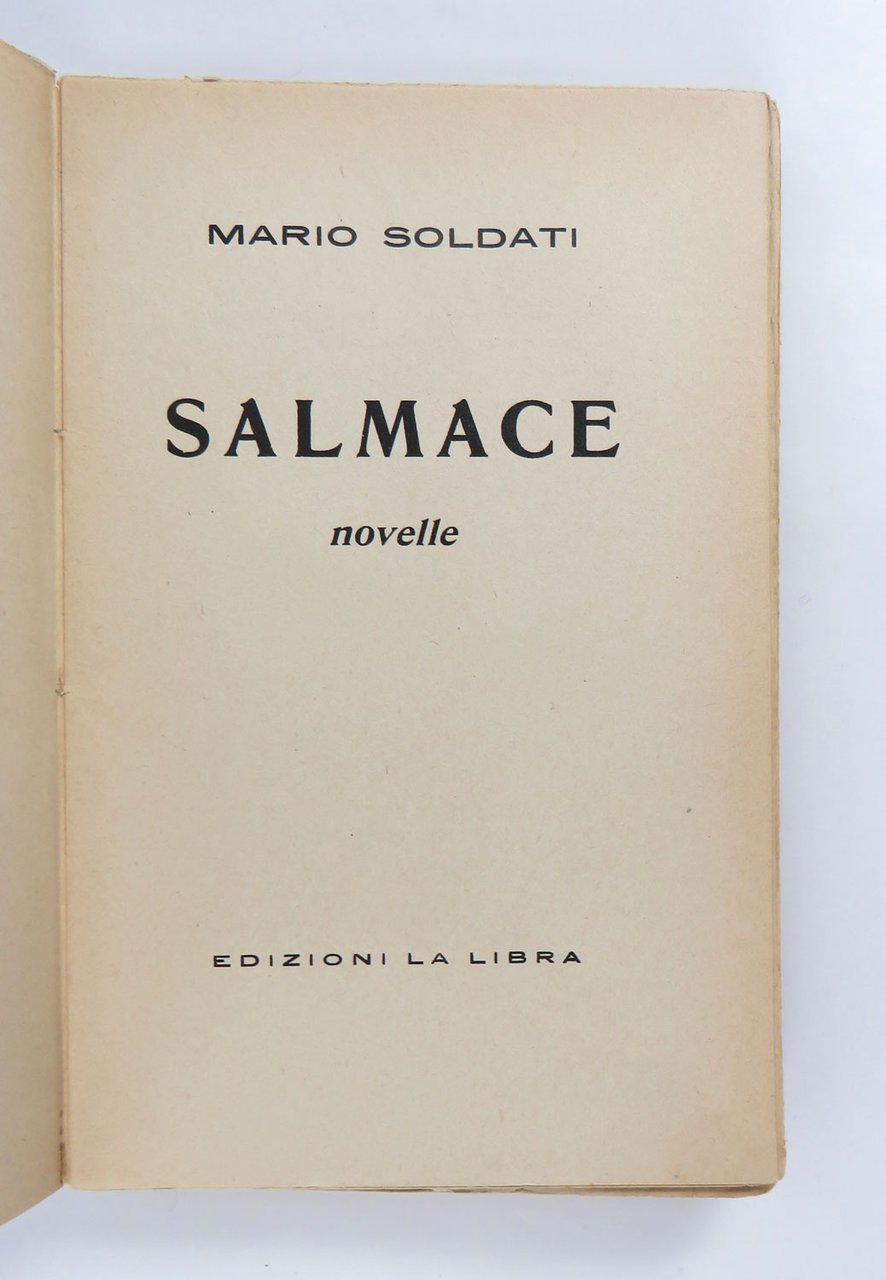 MARIO SOLDATI
SALMACE
novelle
EDIZIONI LA LIBRA